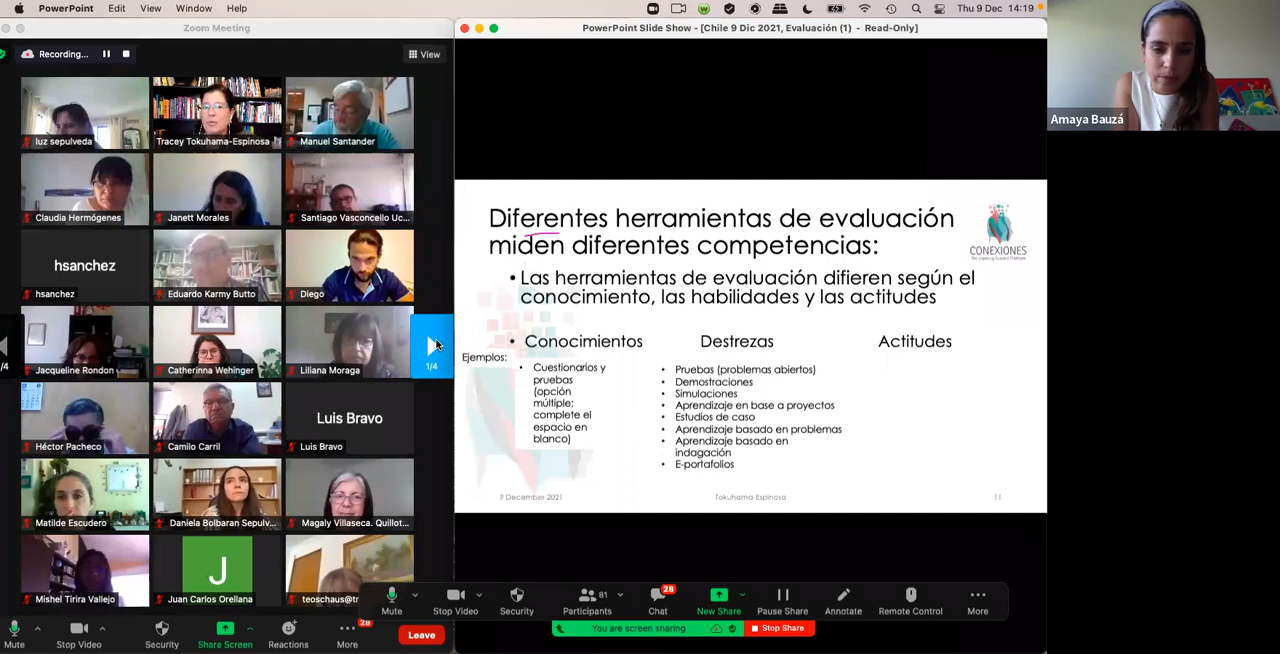 PowerPoint Edit View Window Help
Thu 9 Dec 14:19
Zoom Meeting
Recording...
View
luz sepulveda
Tracey Tokuhama-Espinosa
Manuel Santander
Claudia Hermógenes
Janett Morales
Santiago Vasconcello Uc...
hsanchez
hsanchez
Eduardo Karmy Butto
Diego
Jacqueline Rondon
Catherinna Wehinger
Liliana Moraga
/4
1/4
Héctor Pacheco
Camilo Carril
Luis Bravo
Luis Bravo
Matilde Escudero
Daniela Bolbaran Sepulv...
Magaly Villaseca. Quillot...
Mishel Tirira Vallejo
J
Juan Carlos Orellana
teoschaus@tr
Mute
Stop Video
Security
Share Screen
Reactions
28
More
Leave
PowerPoint Slide Show - [Chile 9 Dic 2021, Evaluación (1) - Read-Only]
Diferentes herramientas de evaluación
miden diferentes competencias:
CONEXIONES
• Las herramientas de evaluación difieren según el
conocimiento, las habilidades y las actitudes
• Conocimientos
Destrezas
Actitudes
Ejemplos:
• Cuestionarios y
pruebas
(opción
múltiple;
complete el
espacio en
blanco)
• Pruebas (problemas abiertos)
• Demostraciones
• Simulaciones
• Aprendizaje en base a proyectos
• Estudios de caso
• Aprendizaje basado en problemas
• Aprendizaje basado en
indagación
• E-portafolios
9 December 2021
Tokuhama-Espinosa
11
Mute
Stop Video
Security
81
Participants
28
Chat
New Share
Pause Share
Annotate
Remote Control
More
You are screen sharing
Stop Share
Amaya Bauzá